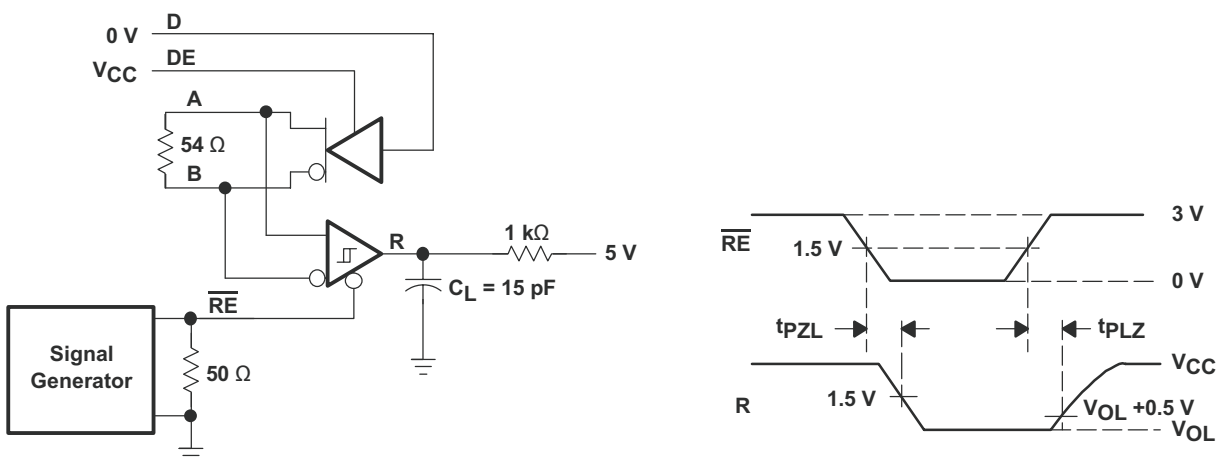 0 V
D
VCC
DE
A
54 Ω
B
R
1 kΩ
5 V
CL = 15 pF
RE
Signal
Generator
50 Ω
3 V
RE
1.5 V
0 V
tPZL
tPLZ
VCC
1.5 V
R
VOL +0.5 V
VOL